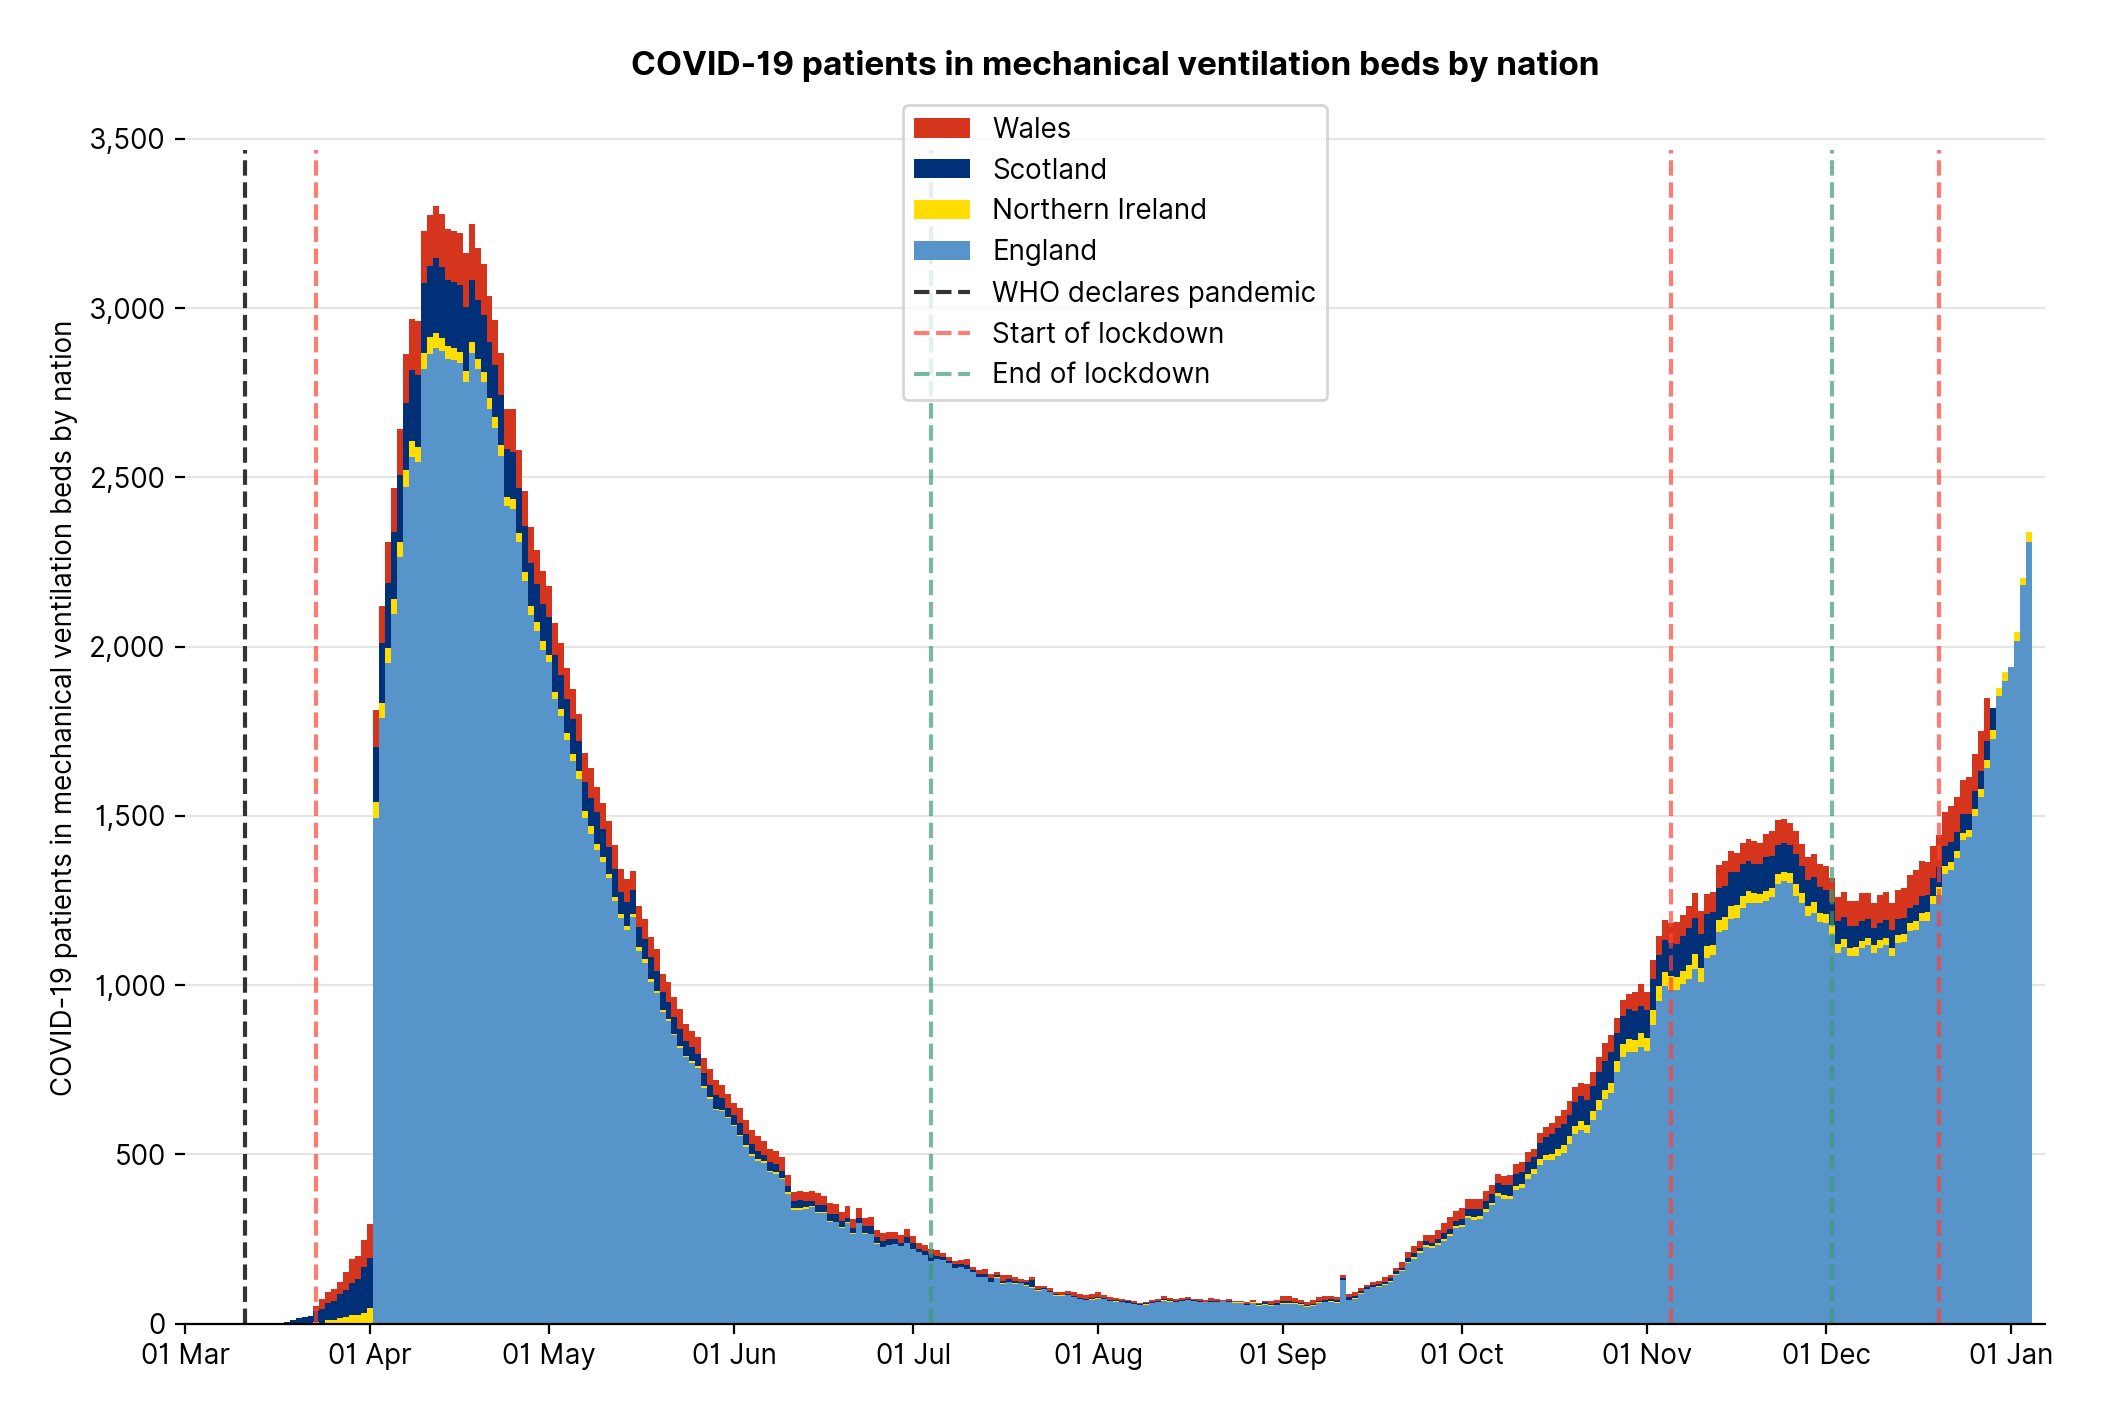 COVID-19 patients in mechanical ventilation beds by nation
Wales
Scotland
Northern Ireland
England
WHO declares pandemic
Start of lockdown
End of lockdown
COVID-19 patients in mechanical ventilation beds by nation
3,500
3,000
2,500
2,000
1,500
1,000
500
0
01 Mar 01 Apr 01 May 01 Jun 01 Jul 01 Aug 01 Sep 01 Oct 01 Nov 01 Dec 01 Jan